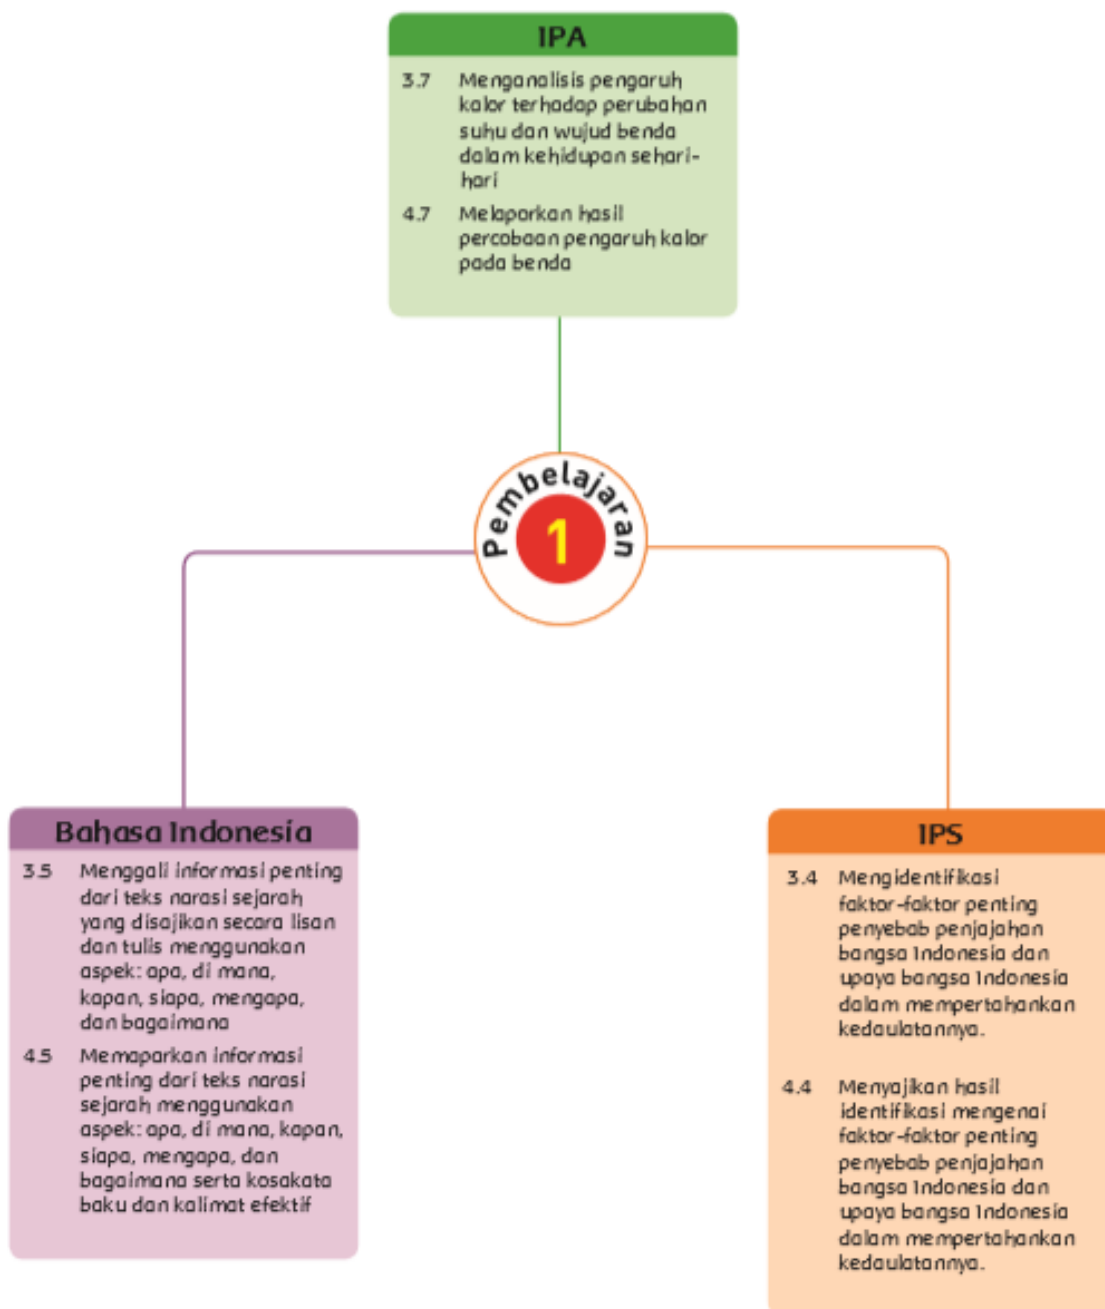 IPA
3.7 Menganalisis pengaruh
kalor terhadap perubahan
suhu dan wujud benda
dalam kehidupan sehari-
hari
4.7 Melaporkan hasil
percobaan pengaruh kalor
pada benda
Pembelajaran
1
Bahasa Indonesia
3.5 Menggali informasi penting
dari teks narasi sejarah
yang disajikan secara lisan
dan tulis menggunakan
aspek: apa, di mana,
kapan, siapa, mengapa,
dan bagaimana
4.5 Memaparkan informasi
penting dari teks narasi
sejarah menggunakan
aspek: apa, di mana, kapan,
siapa, mengapa, dan
bagaimana serta kosakata
baku dan kalimat efektif
IPS
3.4 Mengidentifikasi
faktor-faktor penting
penyebab penjajahan
bangsa Indonesia dan
upaya bangsa Indonesia
dalam mempertahankan
kedaulatannya.
4.4 Menyajikan hasil
identifikasi mengenai
faktor-faktor penting
penyebab penjajahan
bangsa Indonesia dan
upaya bangsa Indonesia
dalam mempertahankan
kedaulatannya.